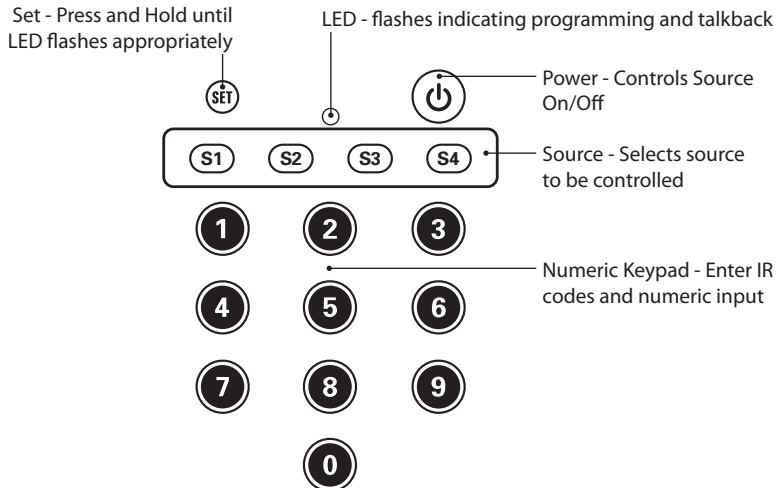 Set - Press and Hold until
LED flashes appropriately
LED - flashes indicating programming and talkback
SET
Power - Controls Source
On/Off
S1 S2 S3 S4
Source - Selects source
to be controlled
1 2 3
Numeric Keypad - Enter IR
codes and numeric input
4 5 6
7 8 9
0